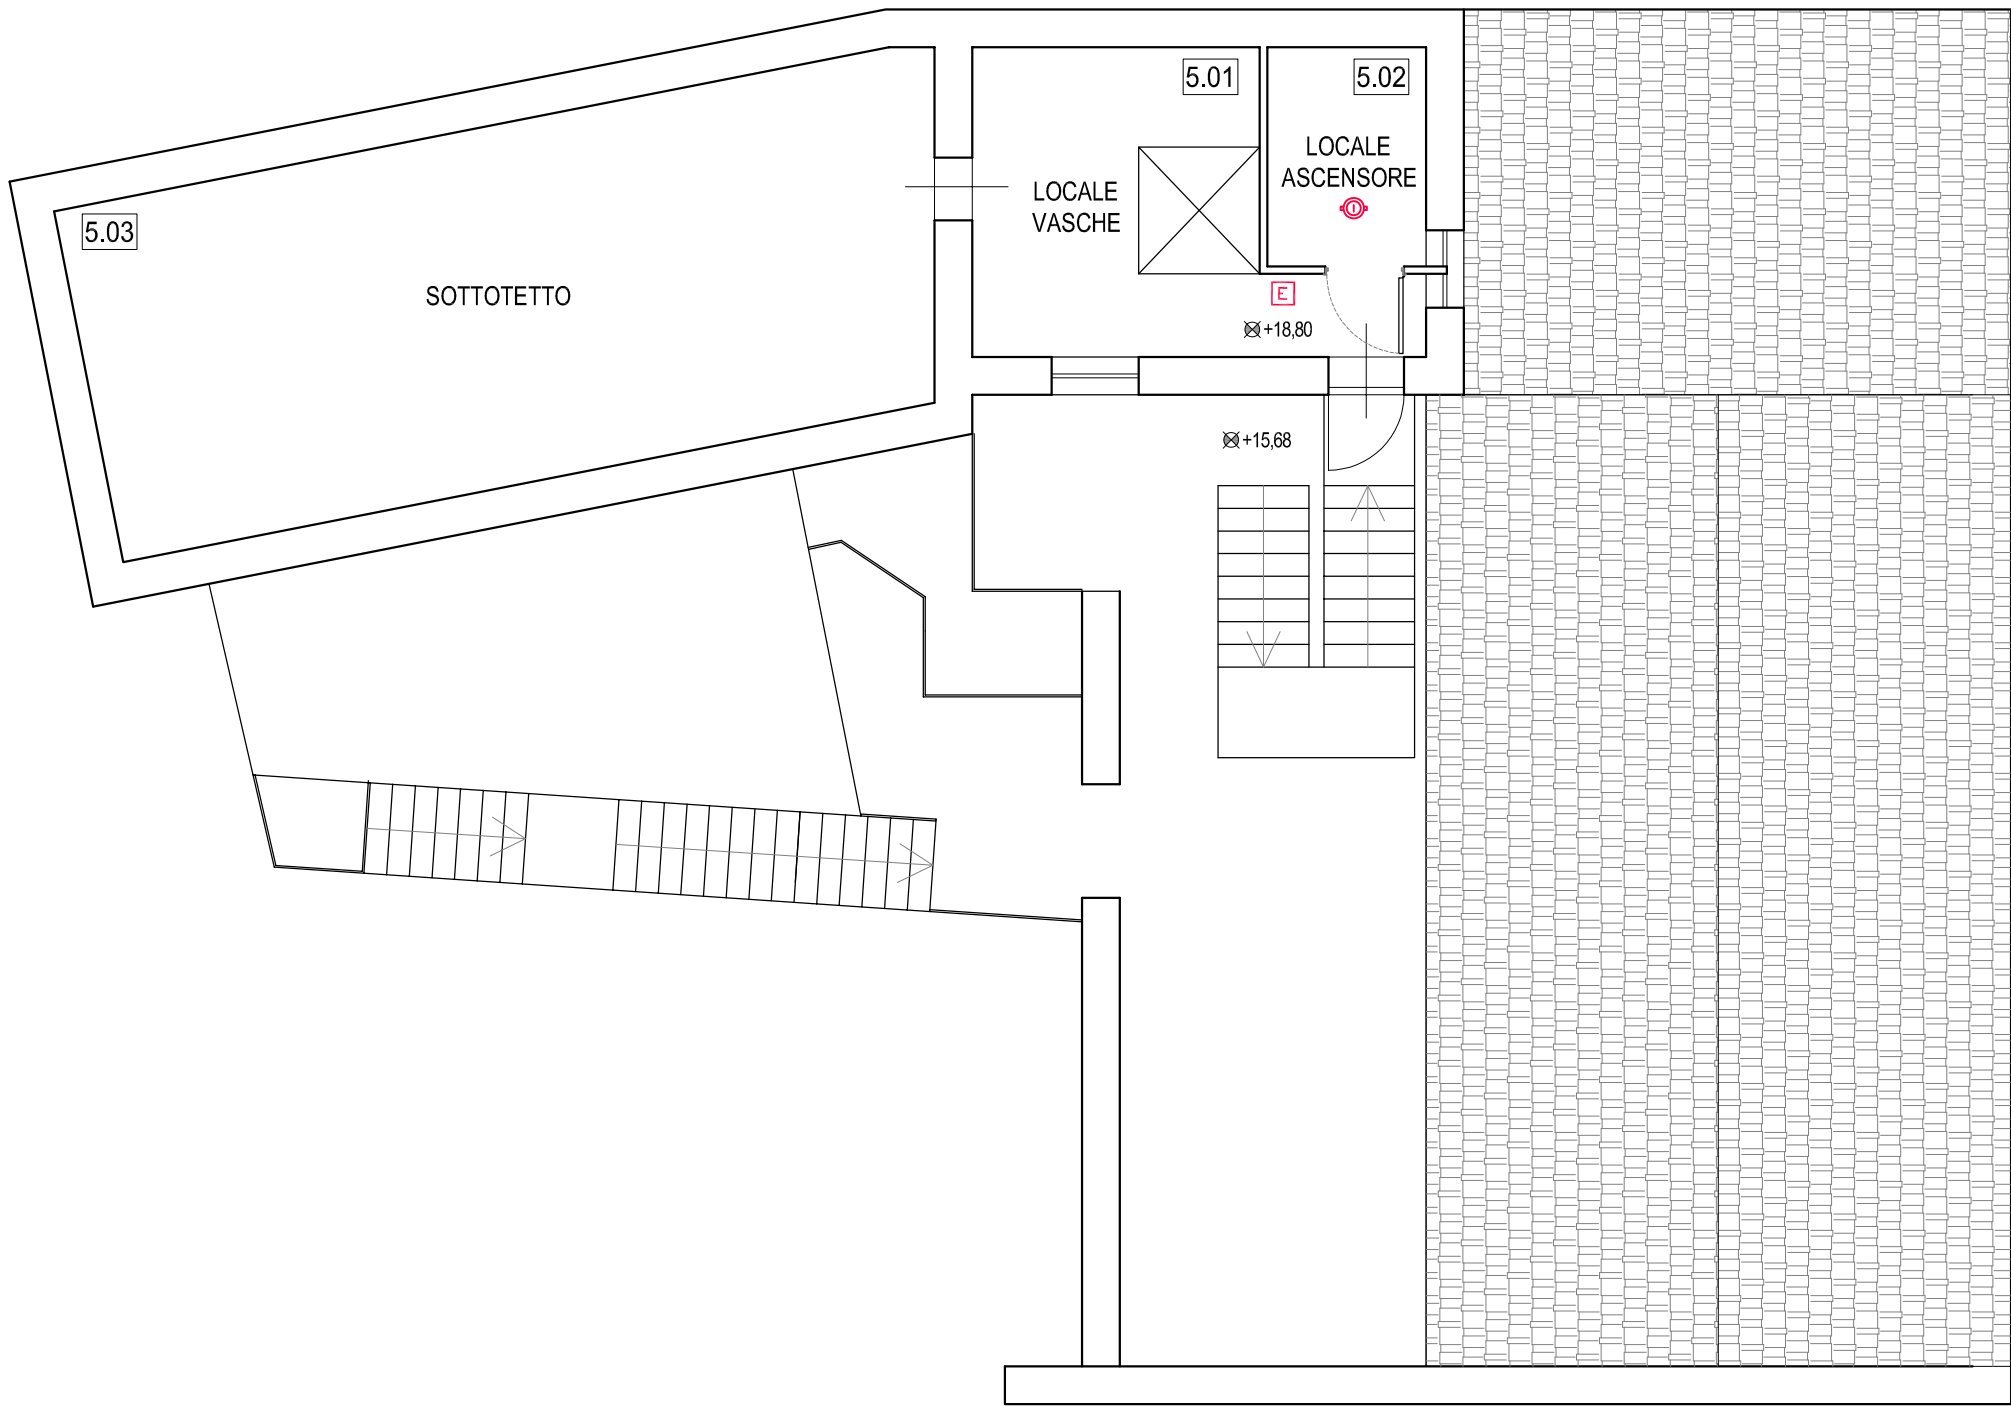 5.01
5.02
LOCALE
ASCENSORE
LOCALE
VASCHE
5.03
SOTTOTETTO
E
+18,80
+15,68